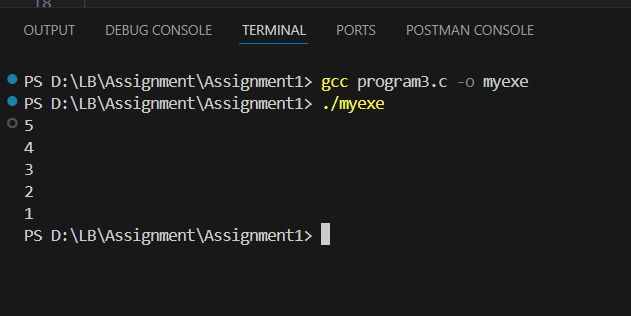 18
OUTPUT DEBUG CONSOLE TERMINAL PORTS POSTMAN CONSOLE
PS D:\LB\Assignment\Assignment1> gcc program3.c -o myexe
PS D:\LB\Assignment\Assignment1> ./myexe
5
4
3
2
1
PS D:\LB\Assignment\Assignment1>